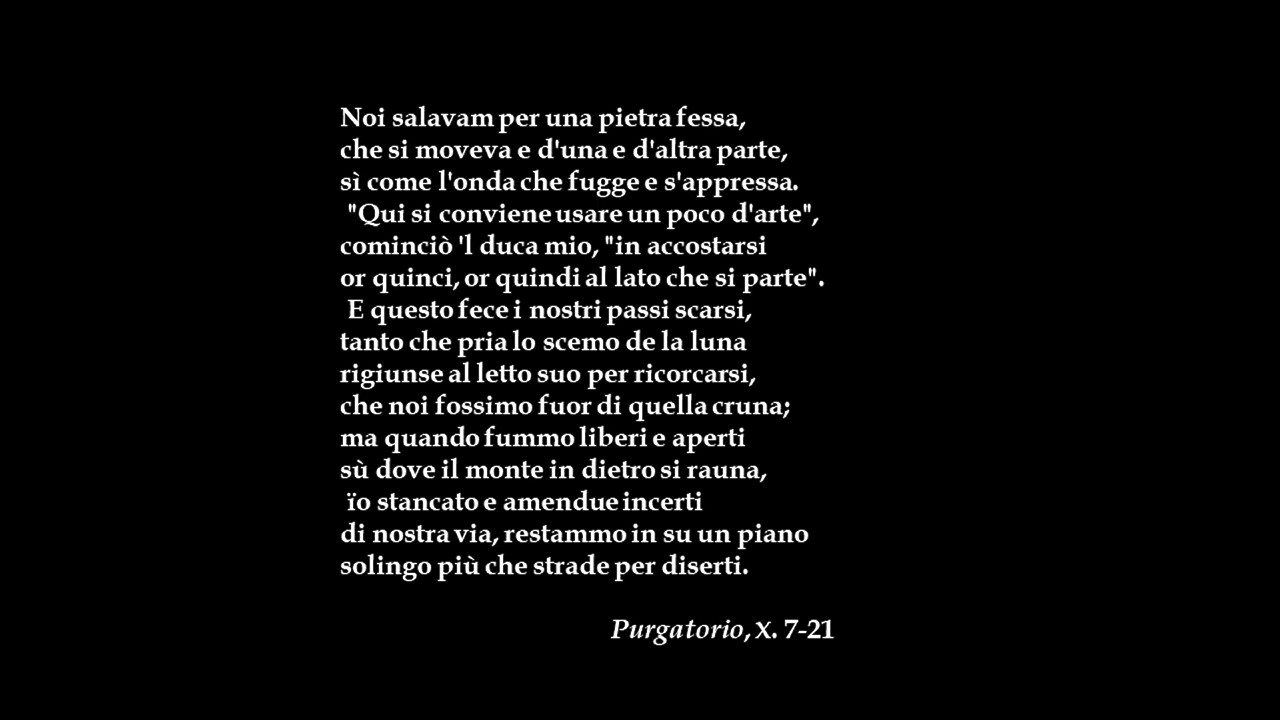 Noi salavam per una pietra fessa,
che si moveva e d'una e d'altra parte,
sì come l'onda che fugge e s'appressa.
"Qui si conviene usare un poco d'arte",
cominciò 'l duca mio, "in accostarsi
or quinci, or quindi al lato che si parte".
E questo fece i nostri passi scarsi,
tanto che pria lo scemo de la luna
rigiunse al letto suo per ricorcarsi,
che noi fossimo fuor di quella cruna;
ma quando fummo liberi e aperti
sù dove il monte in dietro si rauna,
ïo stancato e amendue incerti
di nostra via, restammo in su un piano
solingo più che strade per diserti.
Purgatorio, X. 7-21